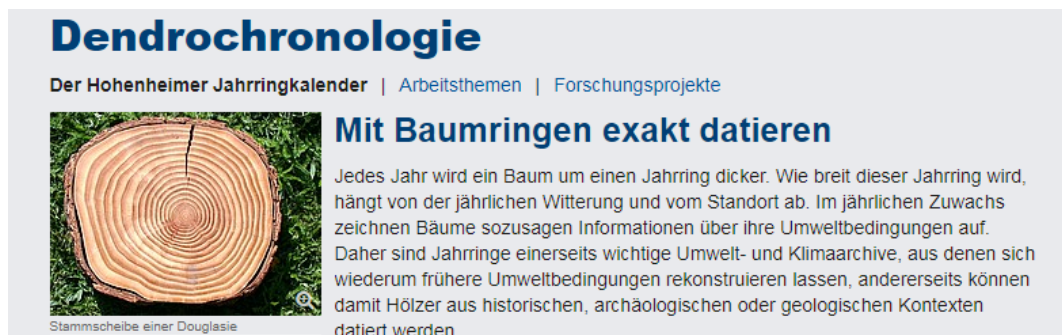 Dendrochronologie
Der Hohenheimer Jahrringkalender | Arbeitsthemen | Forschungsprojekte
Mit Baumringen exakt datieren
Jedes Jahr wird ein Baum um einen Jahrring dicker. Wie breit dieser Jahrring wird,
hängt von der jährlichen Witterung und vom Standort ab. Im jährlichen Zuwachs
zeichnen Bäume sozusagen Informationen über ihre Umweltbedingungen auf.
Daher sind Jahrringe einerseits wichtige Umwelt- und Klimaarchive, aus denen sich
wiederum frühere Umweltbedingungen rekonstruieren lassen, andererseits können
damit Hölzer aus historischen, archäologischen oder geologischen Kontexten
datiert werden
Stammscheibe einer Douglasie